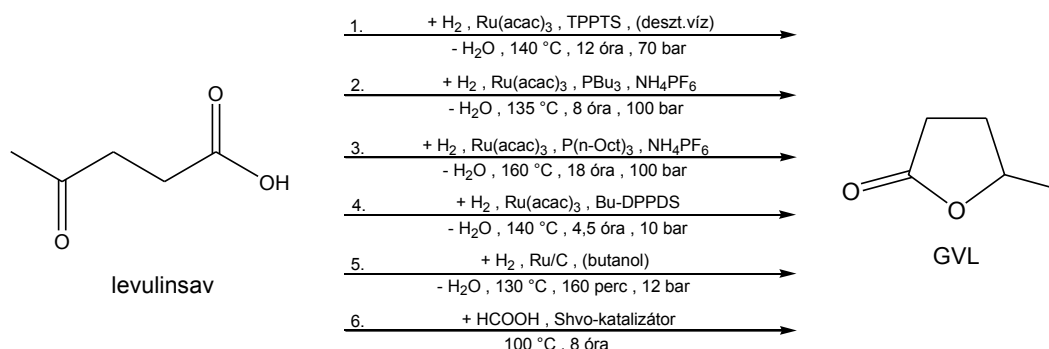 1. + H2 , Ru(acac)3 , TPPTS , (deszt.víz)
- H2O , 140 °C , 12 óra , 70 bar
2. + H2 , Ru(acac)3 , PBu3 , NH4PF6
- H2O , 135 °C , 8 óra , 100 bar
3. + H2 , Ru(acac)3 , P(n-Oct)3 , NH4PF6
- H2O , 160 °C , 18 óra , 100 bar
4. + H2 , Ru(acac)3 , Bu-DPPDS
- H2O , 140 °C , 4,5 óra , 10 bar
5. + H2 , Ru/C , (butanol)
- H2O , 130 °C , 160 perc , 12 bar
6. + HCOOH , Shvo-katalizátor
100 °C , 8 óra
O
OH
O
levulinsav
O
O
GVL